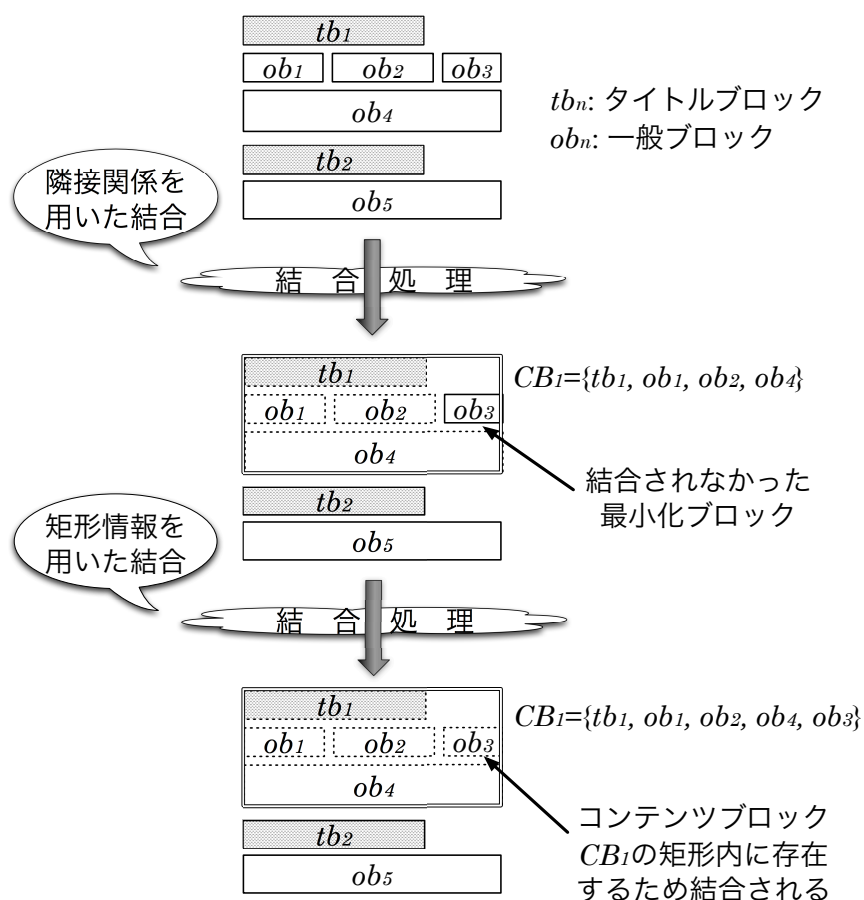 tb1
ob1 ob2 ob3
ob4
tbn: タイトルブロック
obn: 一般ブロック
tb2
ob5
隣接関係を
用いた結合
結 合 処 理
tb1
CB1={tb1, ob1, ob2, ob4}
ob1 ob2 ob3
ob4
結合されなかった
最小化ブロック
tb2
ob5
矩形情報を
用いた結合
結 合 処 理
tb1
CB1={tb1, ob1, ob2, ob4, ob3}
ob1 ob2 ob3
ob4
コンテンツブロック
CB1の矩形内に存在
するため結合される
tb2
ob5